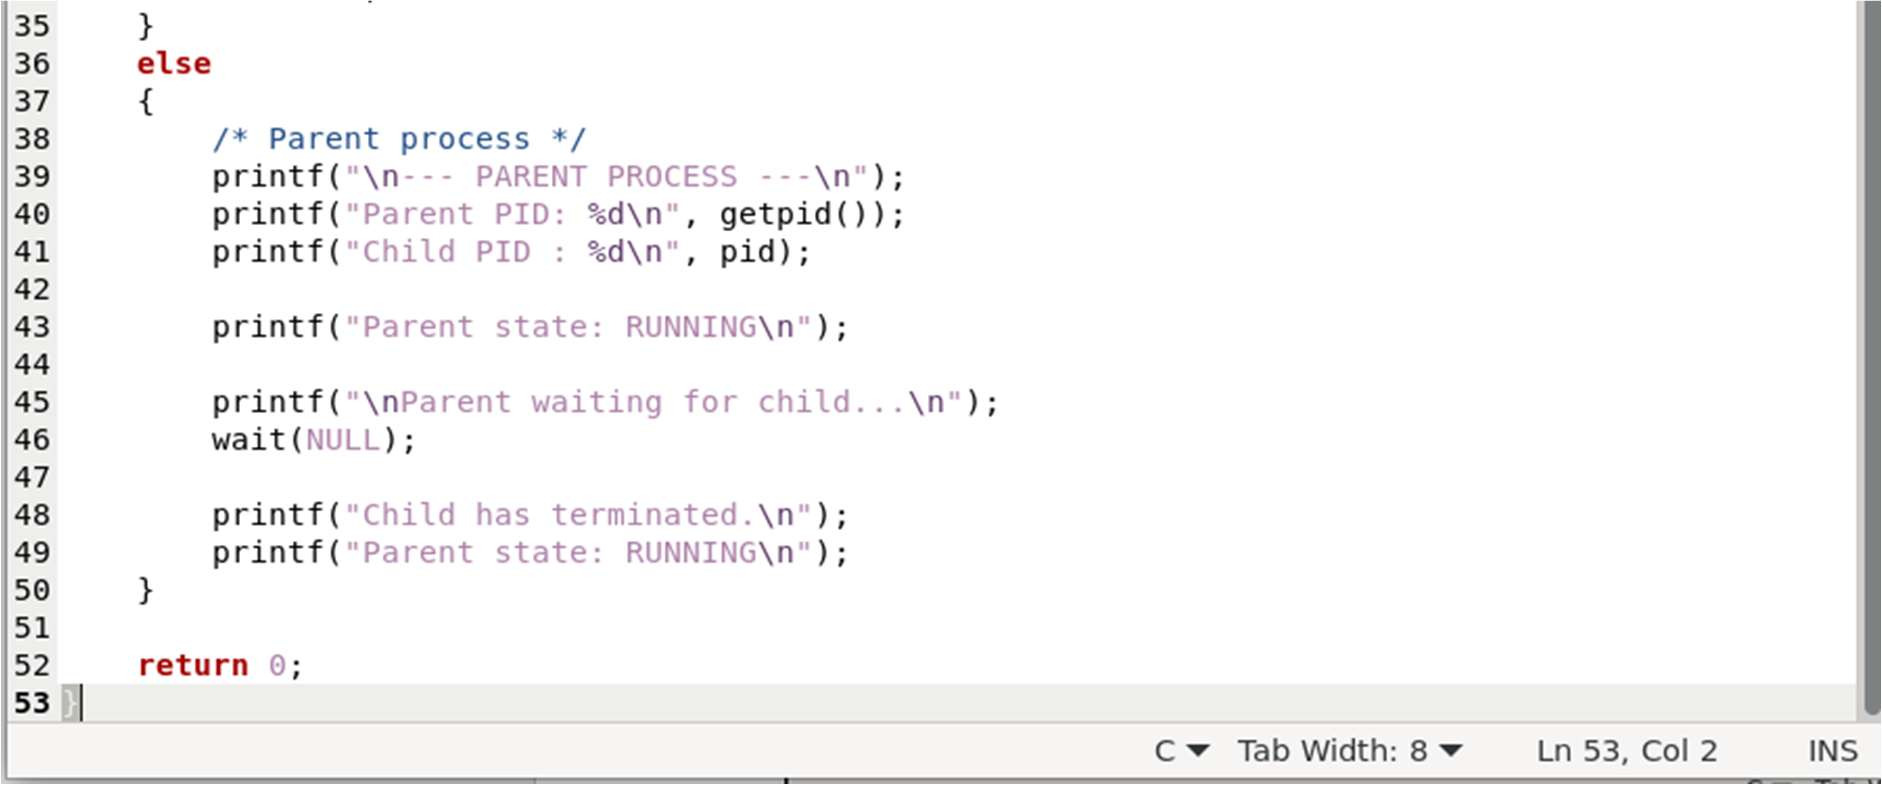 35    }
36    else
37    {
38        /* Parent process */
39        printf("\n--- PARENT PROCESS ---\n");
40        printf("Parent PID: %d\n", getpid());
41        printf("Child PID : %d\n", pid);
42
43        printf("Parent state: RUNNING\n");
44
45        printf("\nParent waiting for child...\n");
46        wait(NULL);
47
48        printf("Child has terminated.\n");
49        printf("Parent state: RUNNING\n");
50    }
51
52    return 0;
53 }
C Tab Width: 8 Ln 53, Col 2 INS